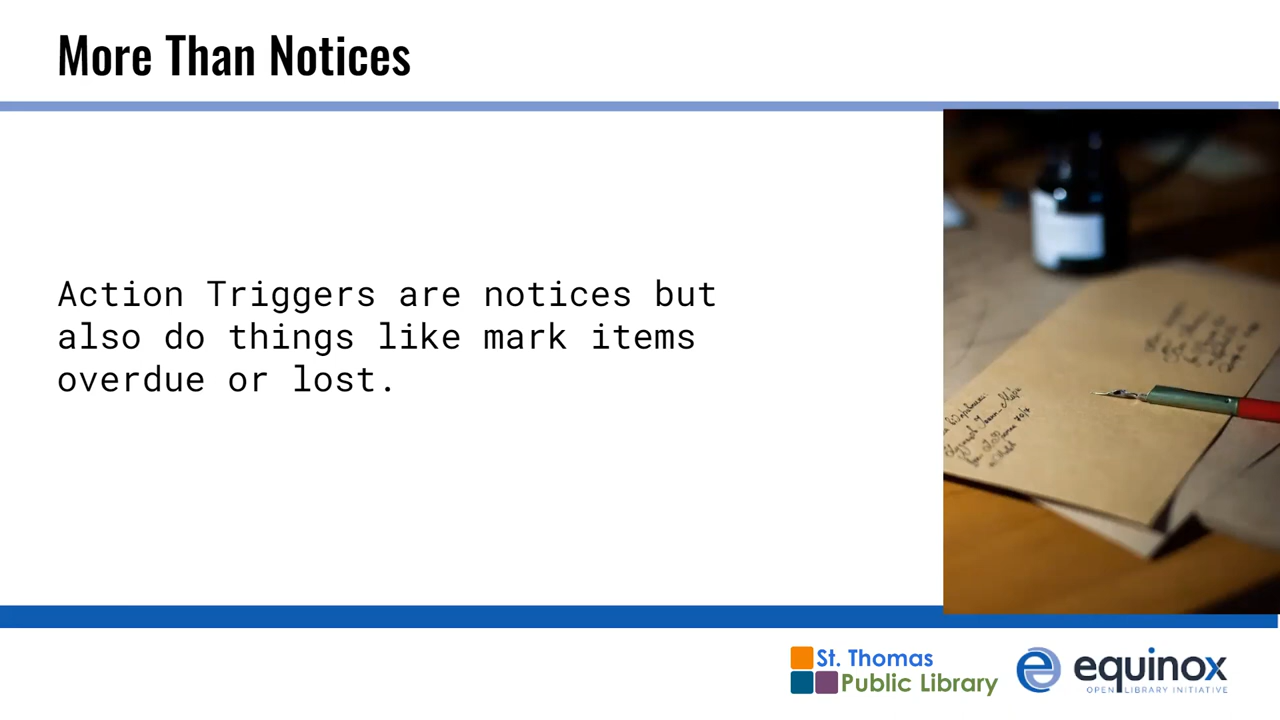 More Than Notices
Action Triggers are notices but
also do things like mark items
overdue or lost.
St. Thomas
Public Library
equinox
OPEN LIBRARY INITIATIVE